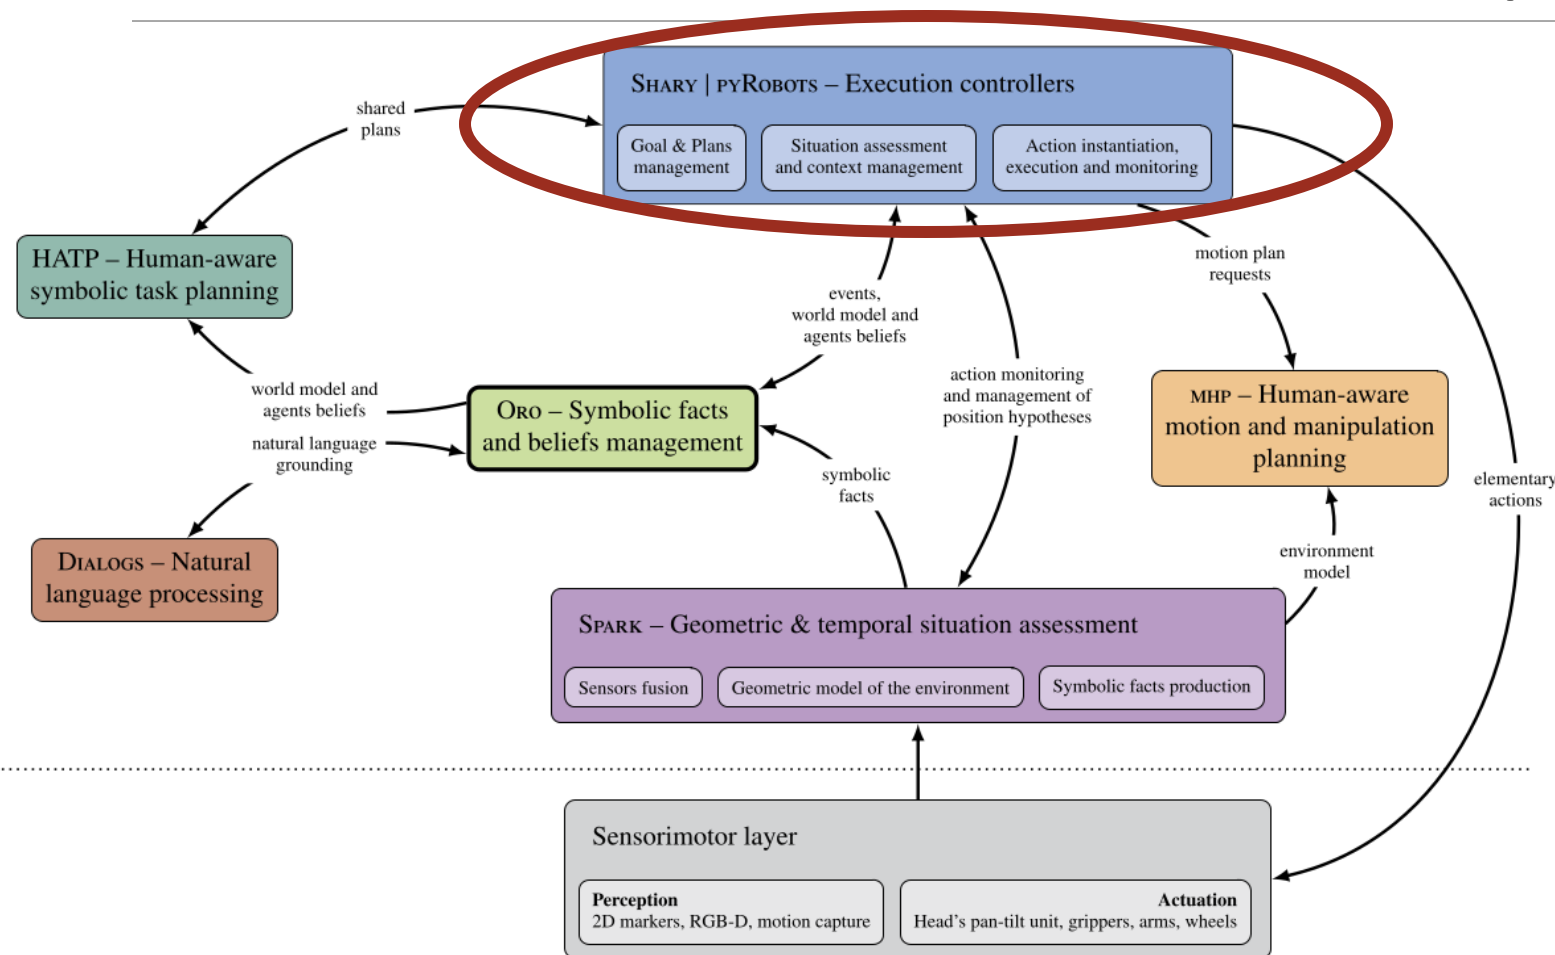 SHARY | PYROBOTS – Execution controllers
Goal & Plans
management
Situation assessment
and context management
Action instantiation,
execution and monitoring
shared
plans
HATP – Human-aware
symbolic task planning
motion plan
requests
events,
world model and
agents beliefs
action monitoring
and management of
position hypotheses
world model and
agents beliefs
natural language
grounding
ORO – Symbolic facts
and beliefs management
MHP – Human-aware
motion and manipulation
planning
symbolic
facts
elementary
actions
environment
model
DIALOGS – Natural
language processing
SPARK – Geometric & temporal situation assessment
Sensors fusion
Geometric model of the environment
Symbolic facts production
Sensorimotor layer
Perception
2D markers, RGB-D, motion capture
Actuation
Head's pan-tilt unit, grippers, arms, wheels